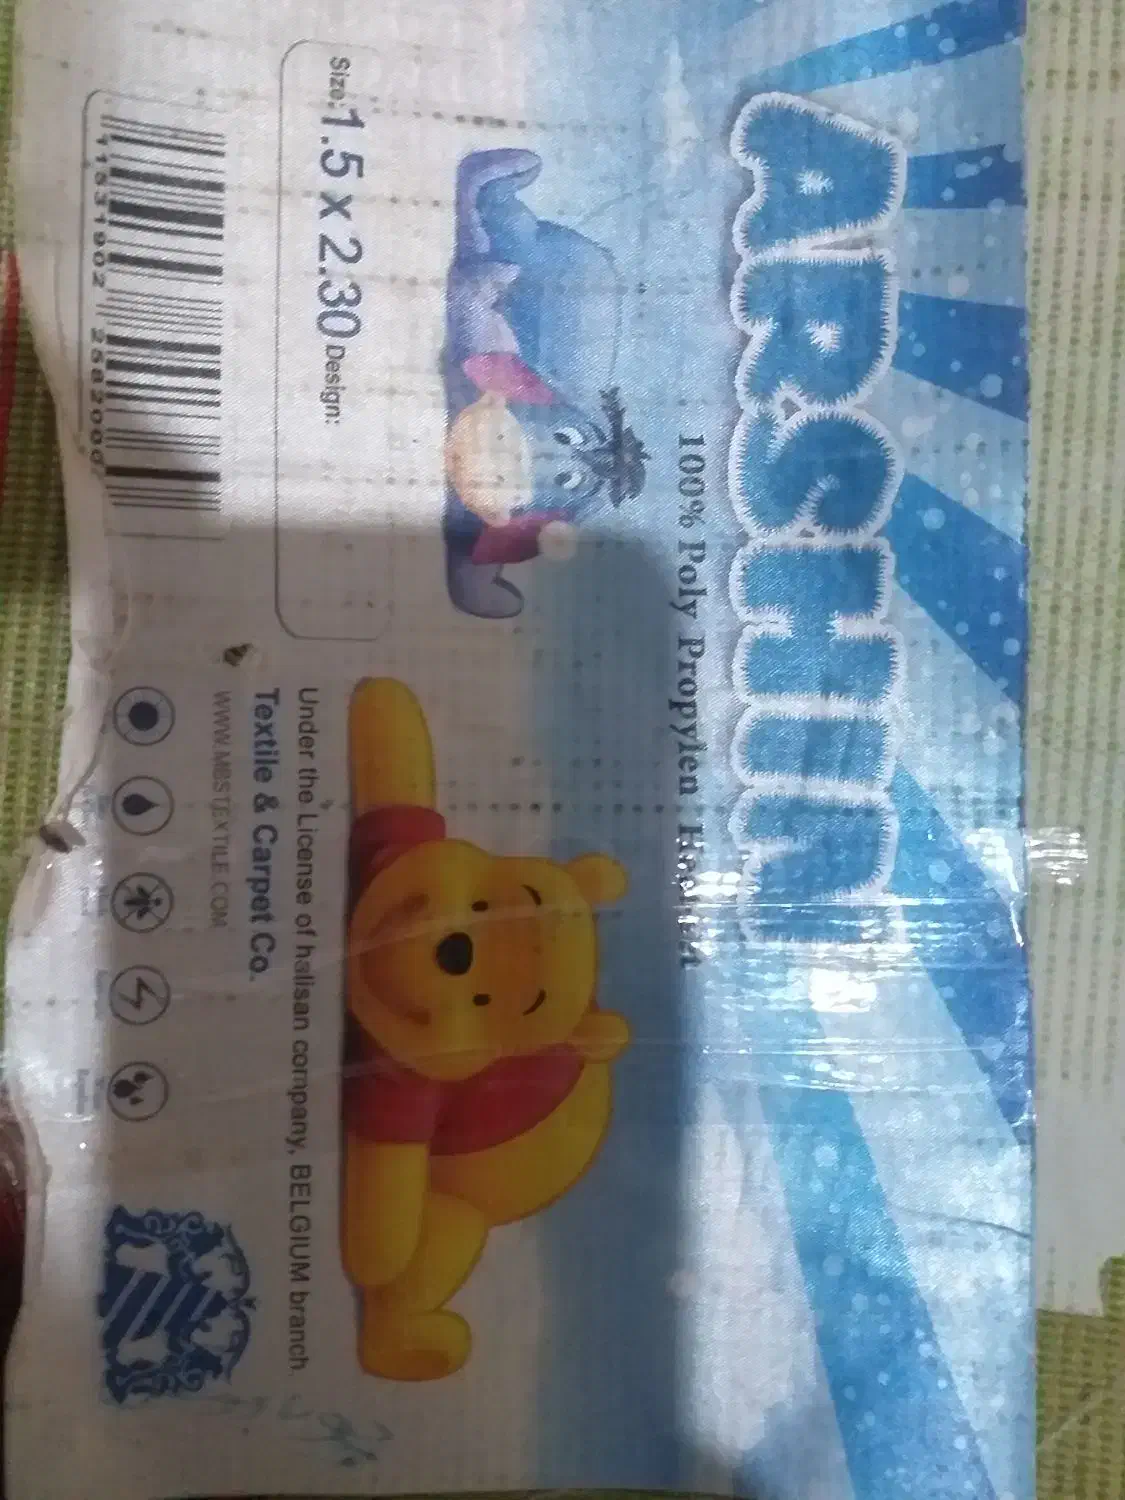 ARSHIN
100% Poly Propylen
Size: 1.5 x 2.30 Design:
Under the License of halisan company, BELGIUM branch.
Textile & Carpet Co.
WWW.MBSTEXTILE.COM